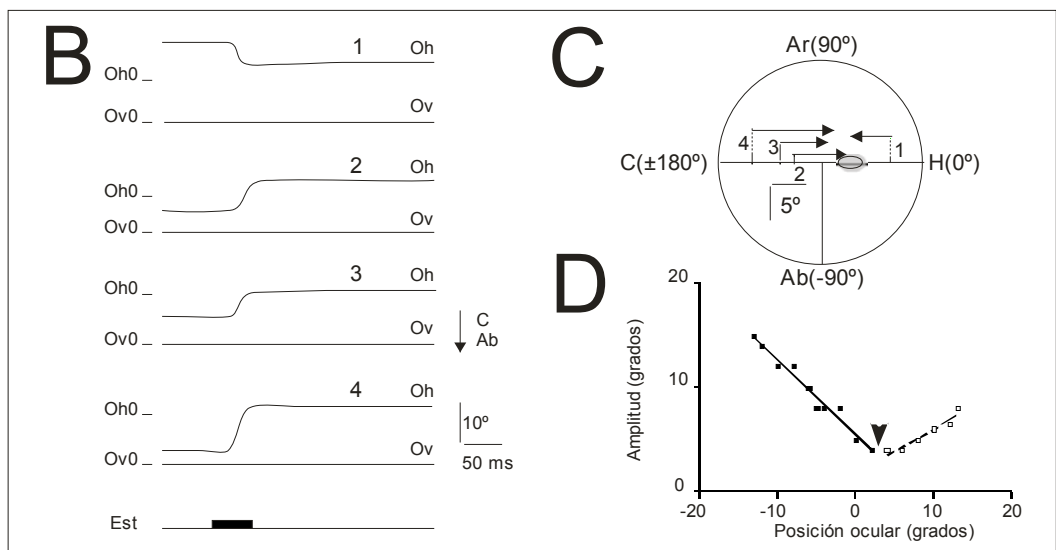 B
1 Oh
Oh0
Ov
Ov0
2 Oh
Oh0
Ov
Ov0
3 Oh
Oh0
Ov
Ov0
C
Ab
4 Oh
Oh0
10º
Ov
Ov0
50 ms
Est
C
Ar(90º)
4 3 2 1
C(±180º) H(0º)
5º
Ab(-90º)
D
20
10
0
-20 -10 0 10 20
Amplitud (grados)
Posición ocular (grados)